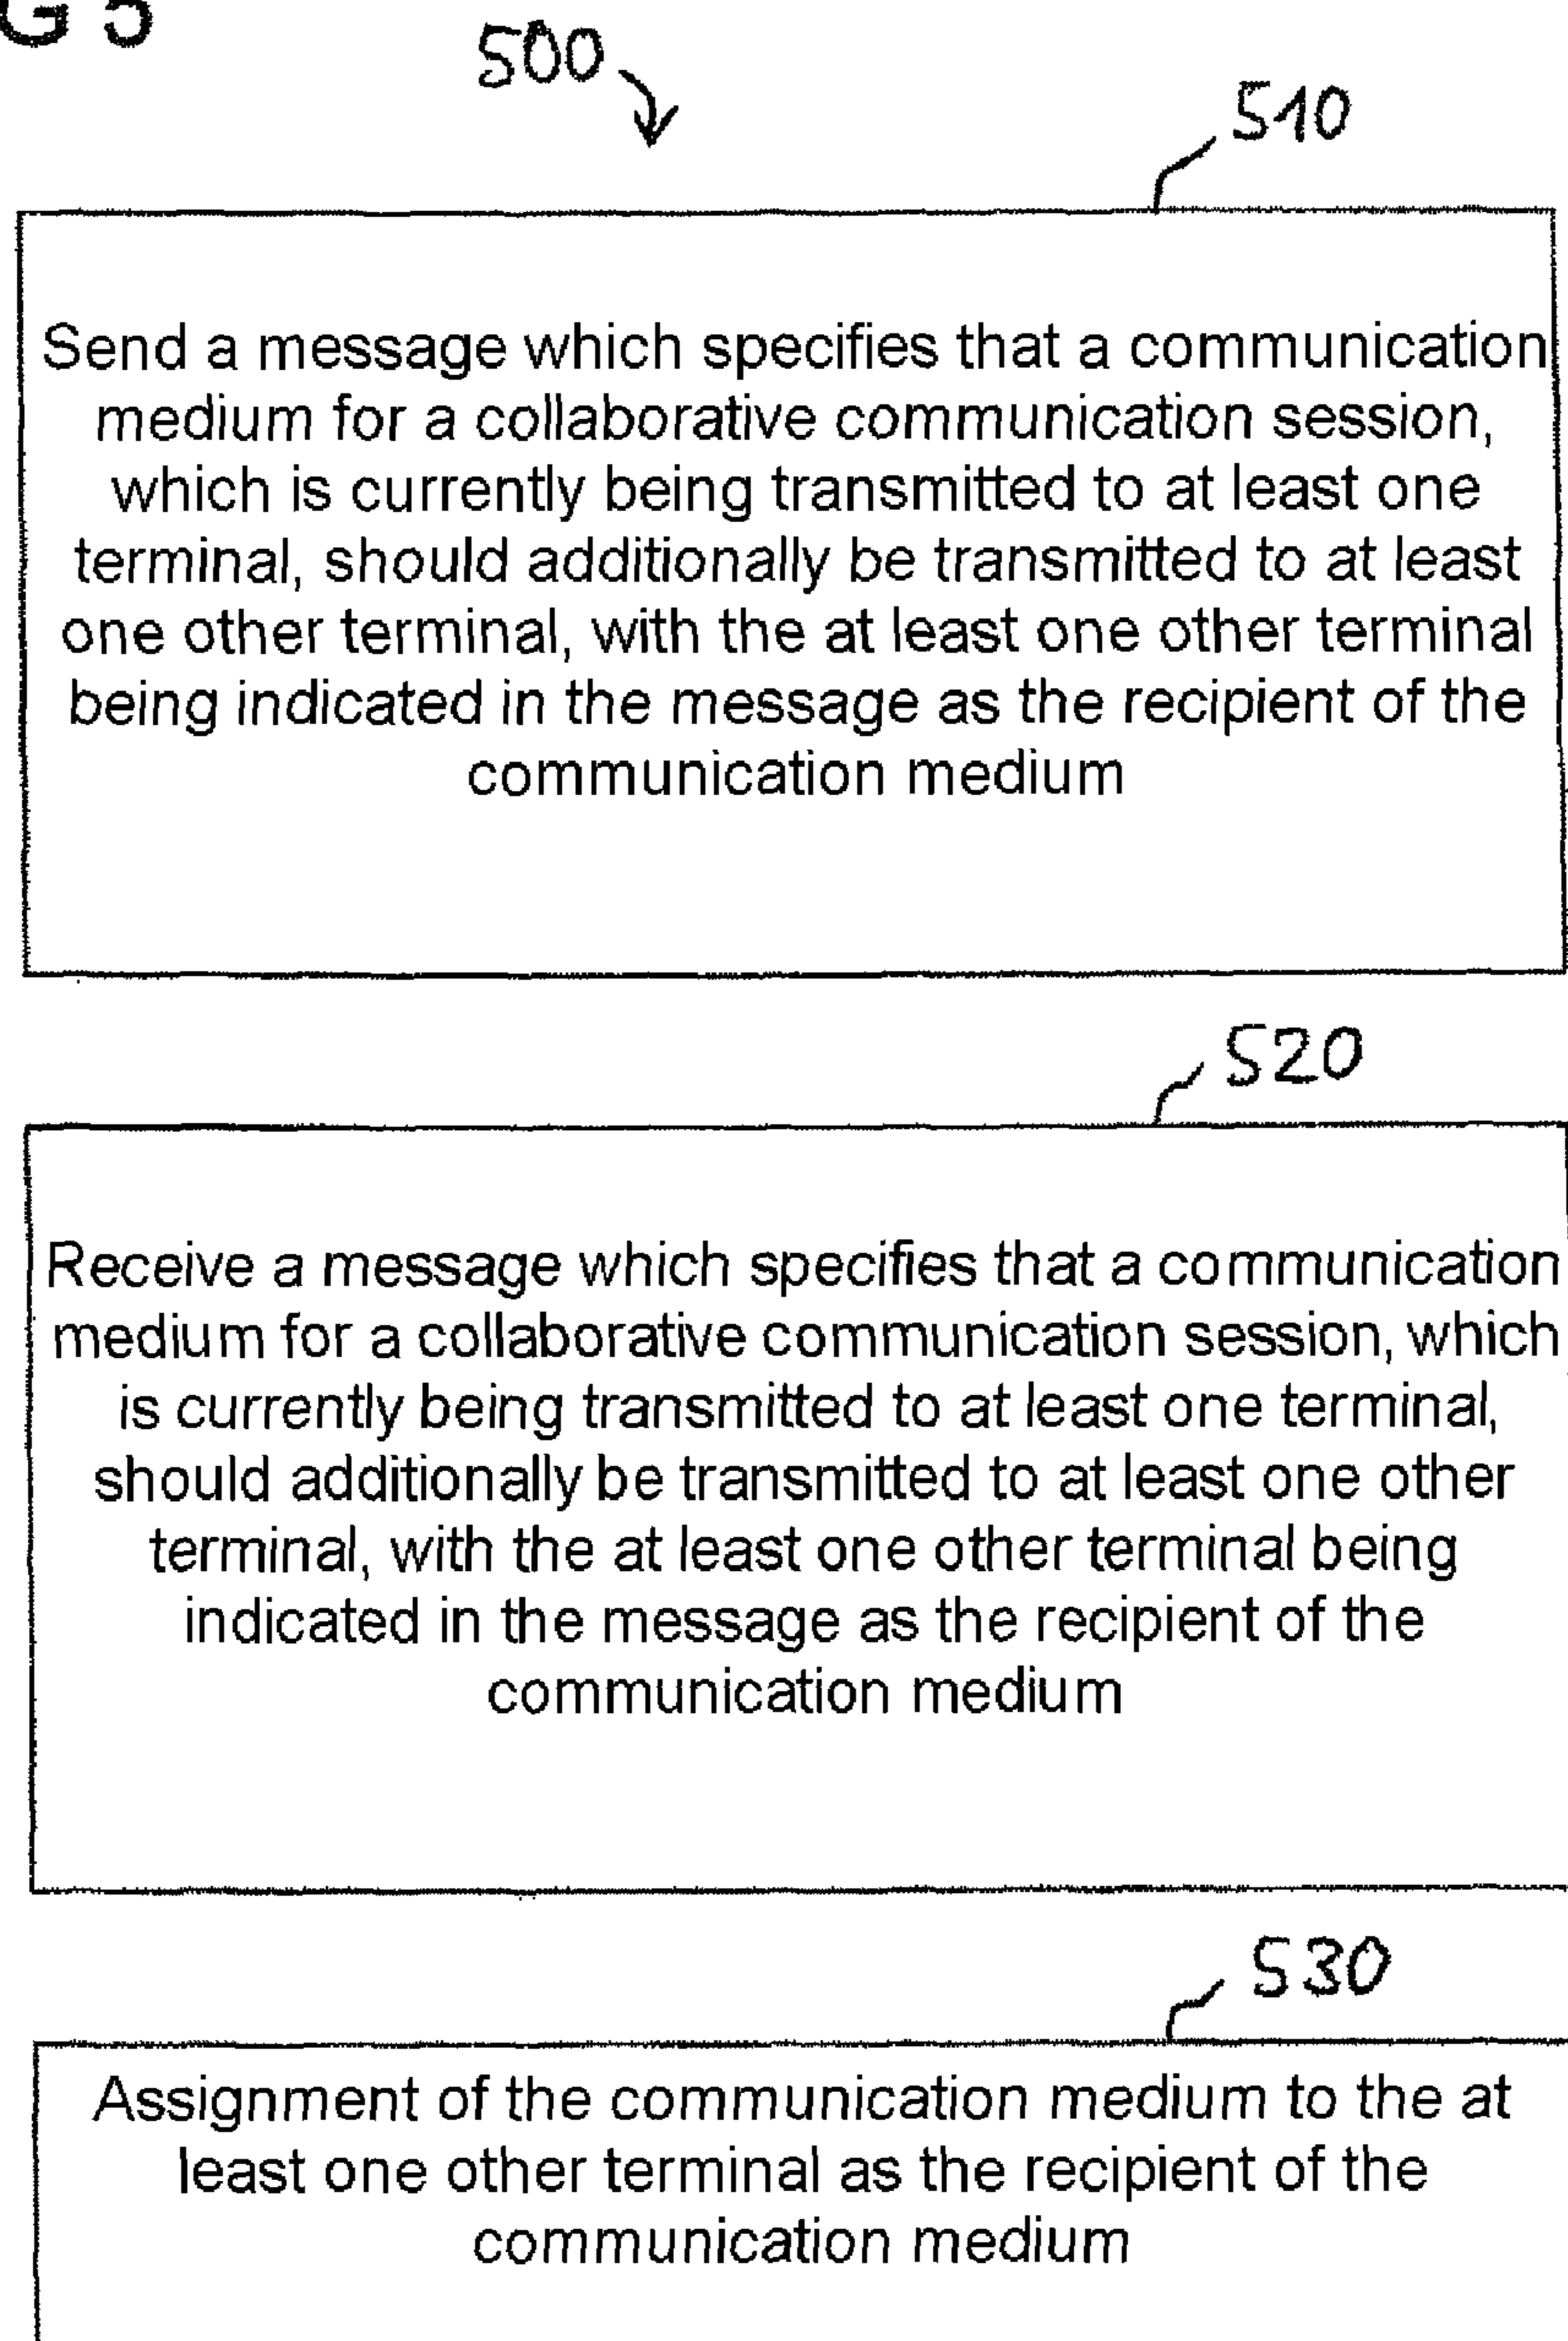 G 5
500
510
Send a message which specifies that a communication
medium for a collaborative communication session,
which is currently being transmitted to at least one
terminal, should additionally be transmitted to at least
one other terminal, with the at least one other terminal
being indicated in the message as the recipient of the
communication medium
520
Receive a message which specifies that a communication
medium for a collaborative communication session, which
is currently being transmitted to at least one terminal,
should additionally be transmitted to at least one other
terminal, with the at least one other terminal being
indicated in the message as the recipient of the
communication medium
530
Assignment of the communication medium to the at
least one other terminal as the recipient of the
communication medium